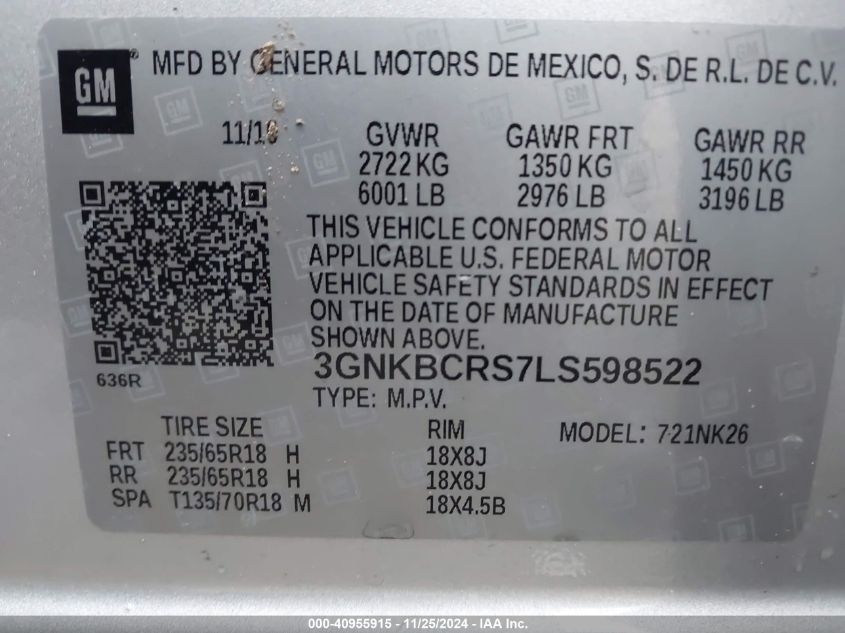 GM
MFD BY GENERAL MOTORS DE MEXICO, S. DE R.L. DE C.V.
GVWR GAWR FRT GAWR RR
2722 KG 1350 KG 1450 KG
6001 LB 2976 LB 3196 LB
THIS VEHICLE CONFORMS TO ALL
APPLICABLE U.S. FEDERAL MOTOR
VEHICLE SAFETY STANDARDS IN EFFECT
ON THE DATE OF MANUFACTURE
SHOWN ABOVE.
3GNKBCRS7LS598522
636R
TYPE: M.P.V.
TIRE SIZE RIM MODEL: 721NK26
FRT 235/65R18 H 18X8J
RR 235/65R18 H 18X8J
SPA T135/70R18 M 18X4.5B
000-40955915 - 11/25/2024 - IAA Inc.